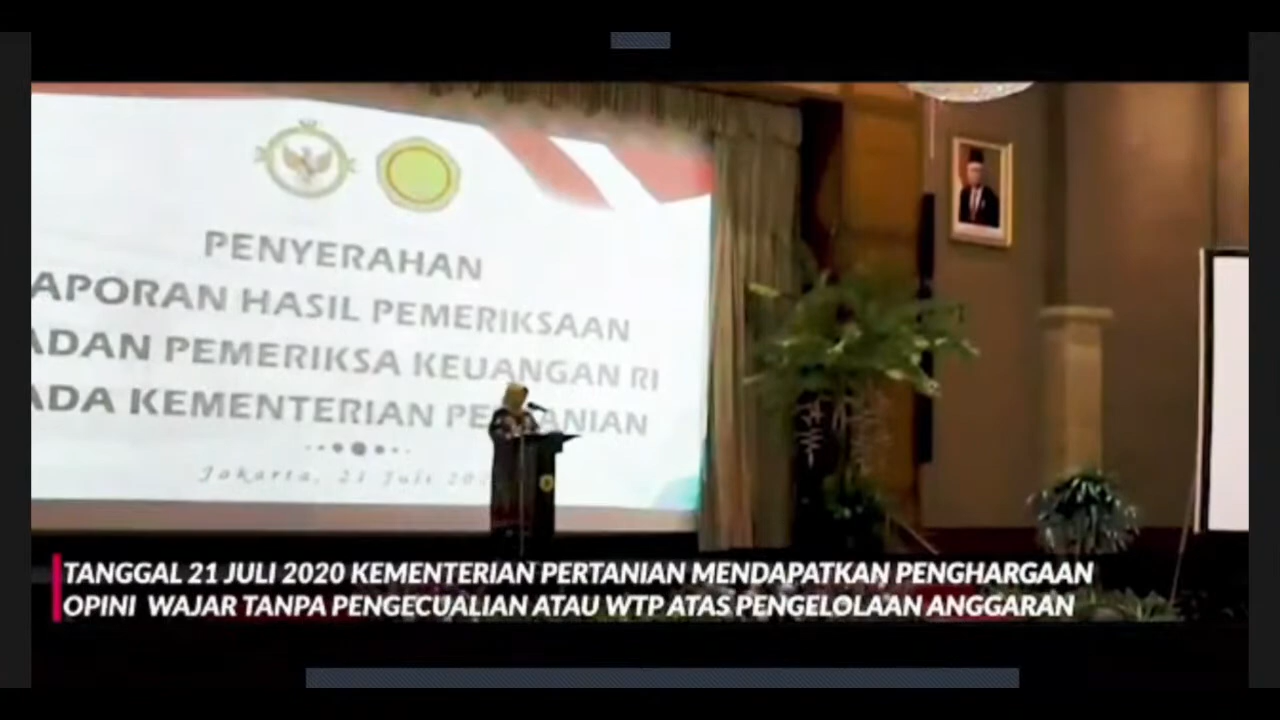 PENYERAHAN
APORAN HASIL PEMERIKSAAN
ADAN PEMERIKSA KEUANGAN RI
ADA KEMENTERIAN
Jakarta, 21 Juli
TANGGAL 21 JULI 2020 KEMENTERIAN PERTANIAN MENDAPATKAN PENGHARGAAN
OPINI WAJAR TANPA PENGECUALIAN ATAU WTP ATAS PENGELOLAAN ANGGARAN